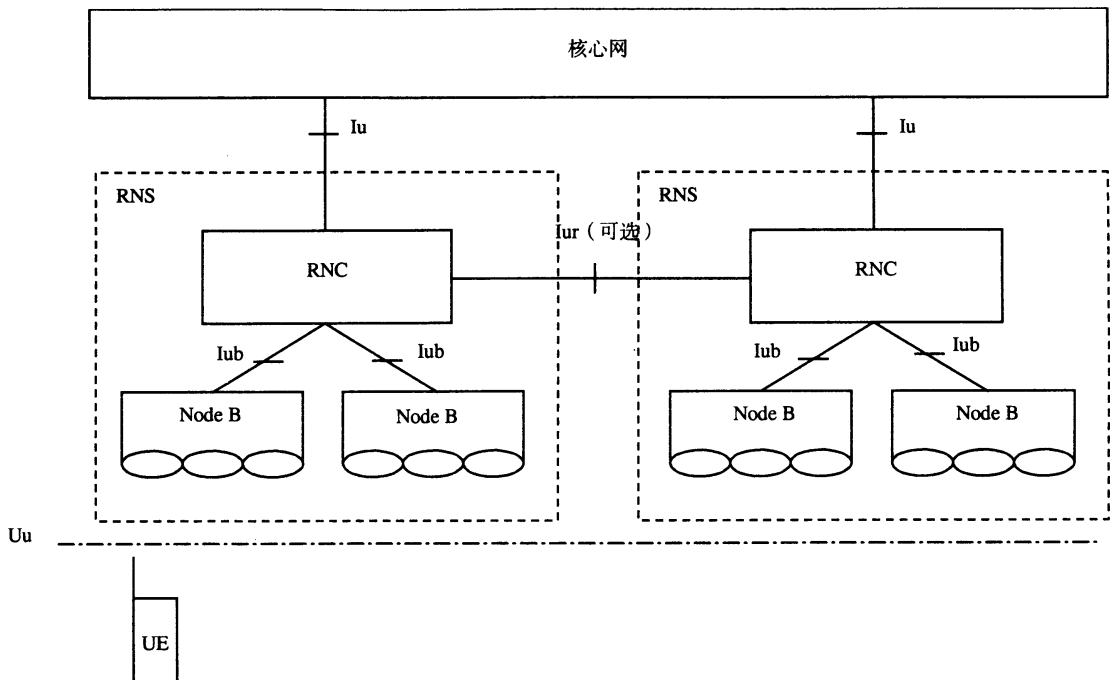 核心网
Iu
Iu
RNS
RNS
Iur（可选）
RNC
RNC
Iub
Iub
Iub
Iub
Node B
Node B
Node B
Node B
Uu
UE